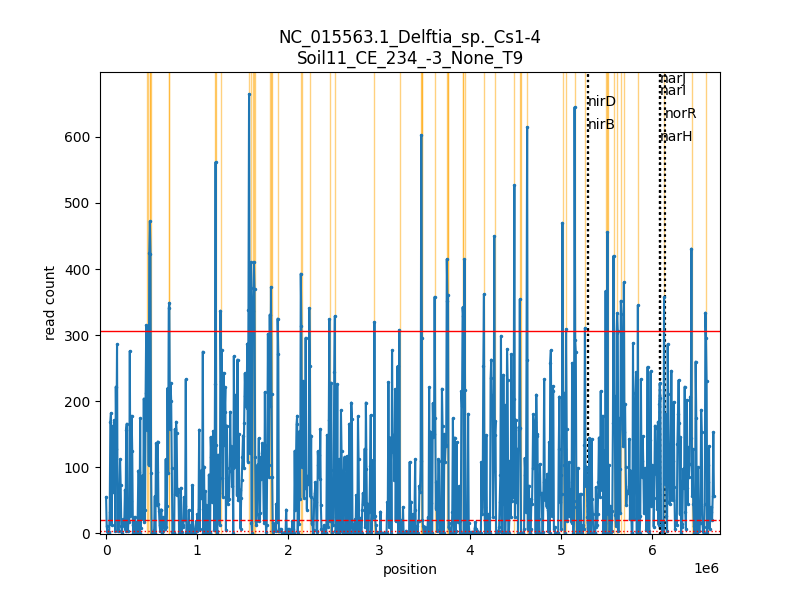 NC_015563.1_Delftia_sp._Cs1-4
Soil11_CE_234_-3_None_T9
narJ
narI
nirD
norR
nirB
narH
600
500
400
300
200
100
0
read count
0 1 2 3 4 5 6
1e6
position